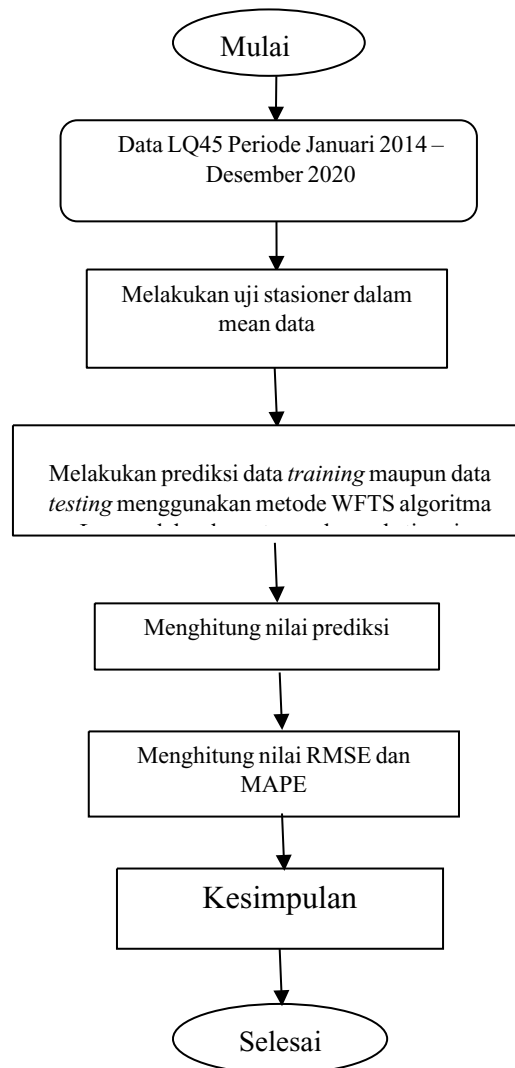 Mulai
Data LQ45 Periode Januari 2014 –
Desember 2020
Melakukan uji stasioner dalam
mean data
Melakukan prediksi data training maupun data
testing menggunakan metode WFTS algoritma
Menghitung nilai prediksi
Menghitung nilai RMSE dan
MAPE
Kesimpulan
Selesai